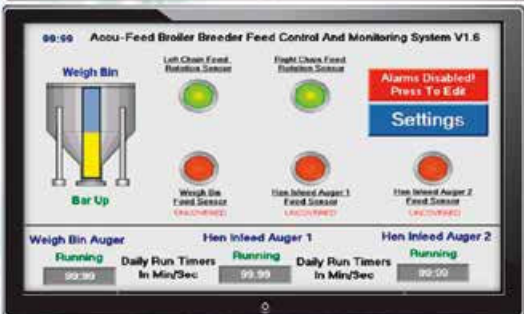 99:99 Accu-Feed Broiler Breeder Feed Control And Monitoring System V1.6
Weigh Bin
Left Chain Feed
Rotation Sensor
Right Chain Feed
Rotation Sensor
Alarms Disabled!
Press To Edit
Settings
Bar Up
Weigh Bin
Feed Sensor
UNCOVERED
Hen Infeed Auger 1
Feed Sensor
UNCOVERED
Hen Infeed Auger 2
Feed Sensor
UNCOVERED
Weigh Bin Auger
Running
99:99
Daily Run Timers
In Min/Sec
Hen Infeed Auger 1
Running
99:99
Daily Run Timers
In Min/Sec
Hen Infeed Auger 2
Running
99:99